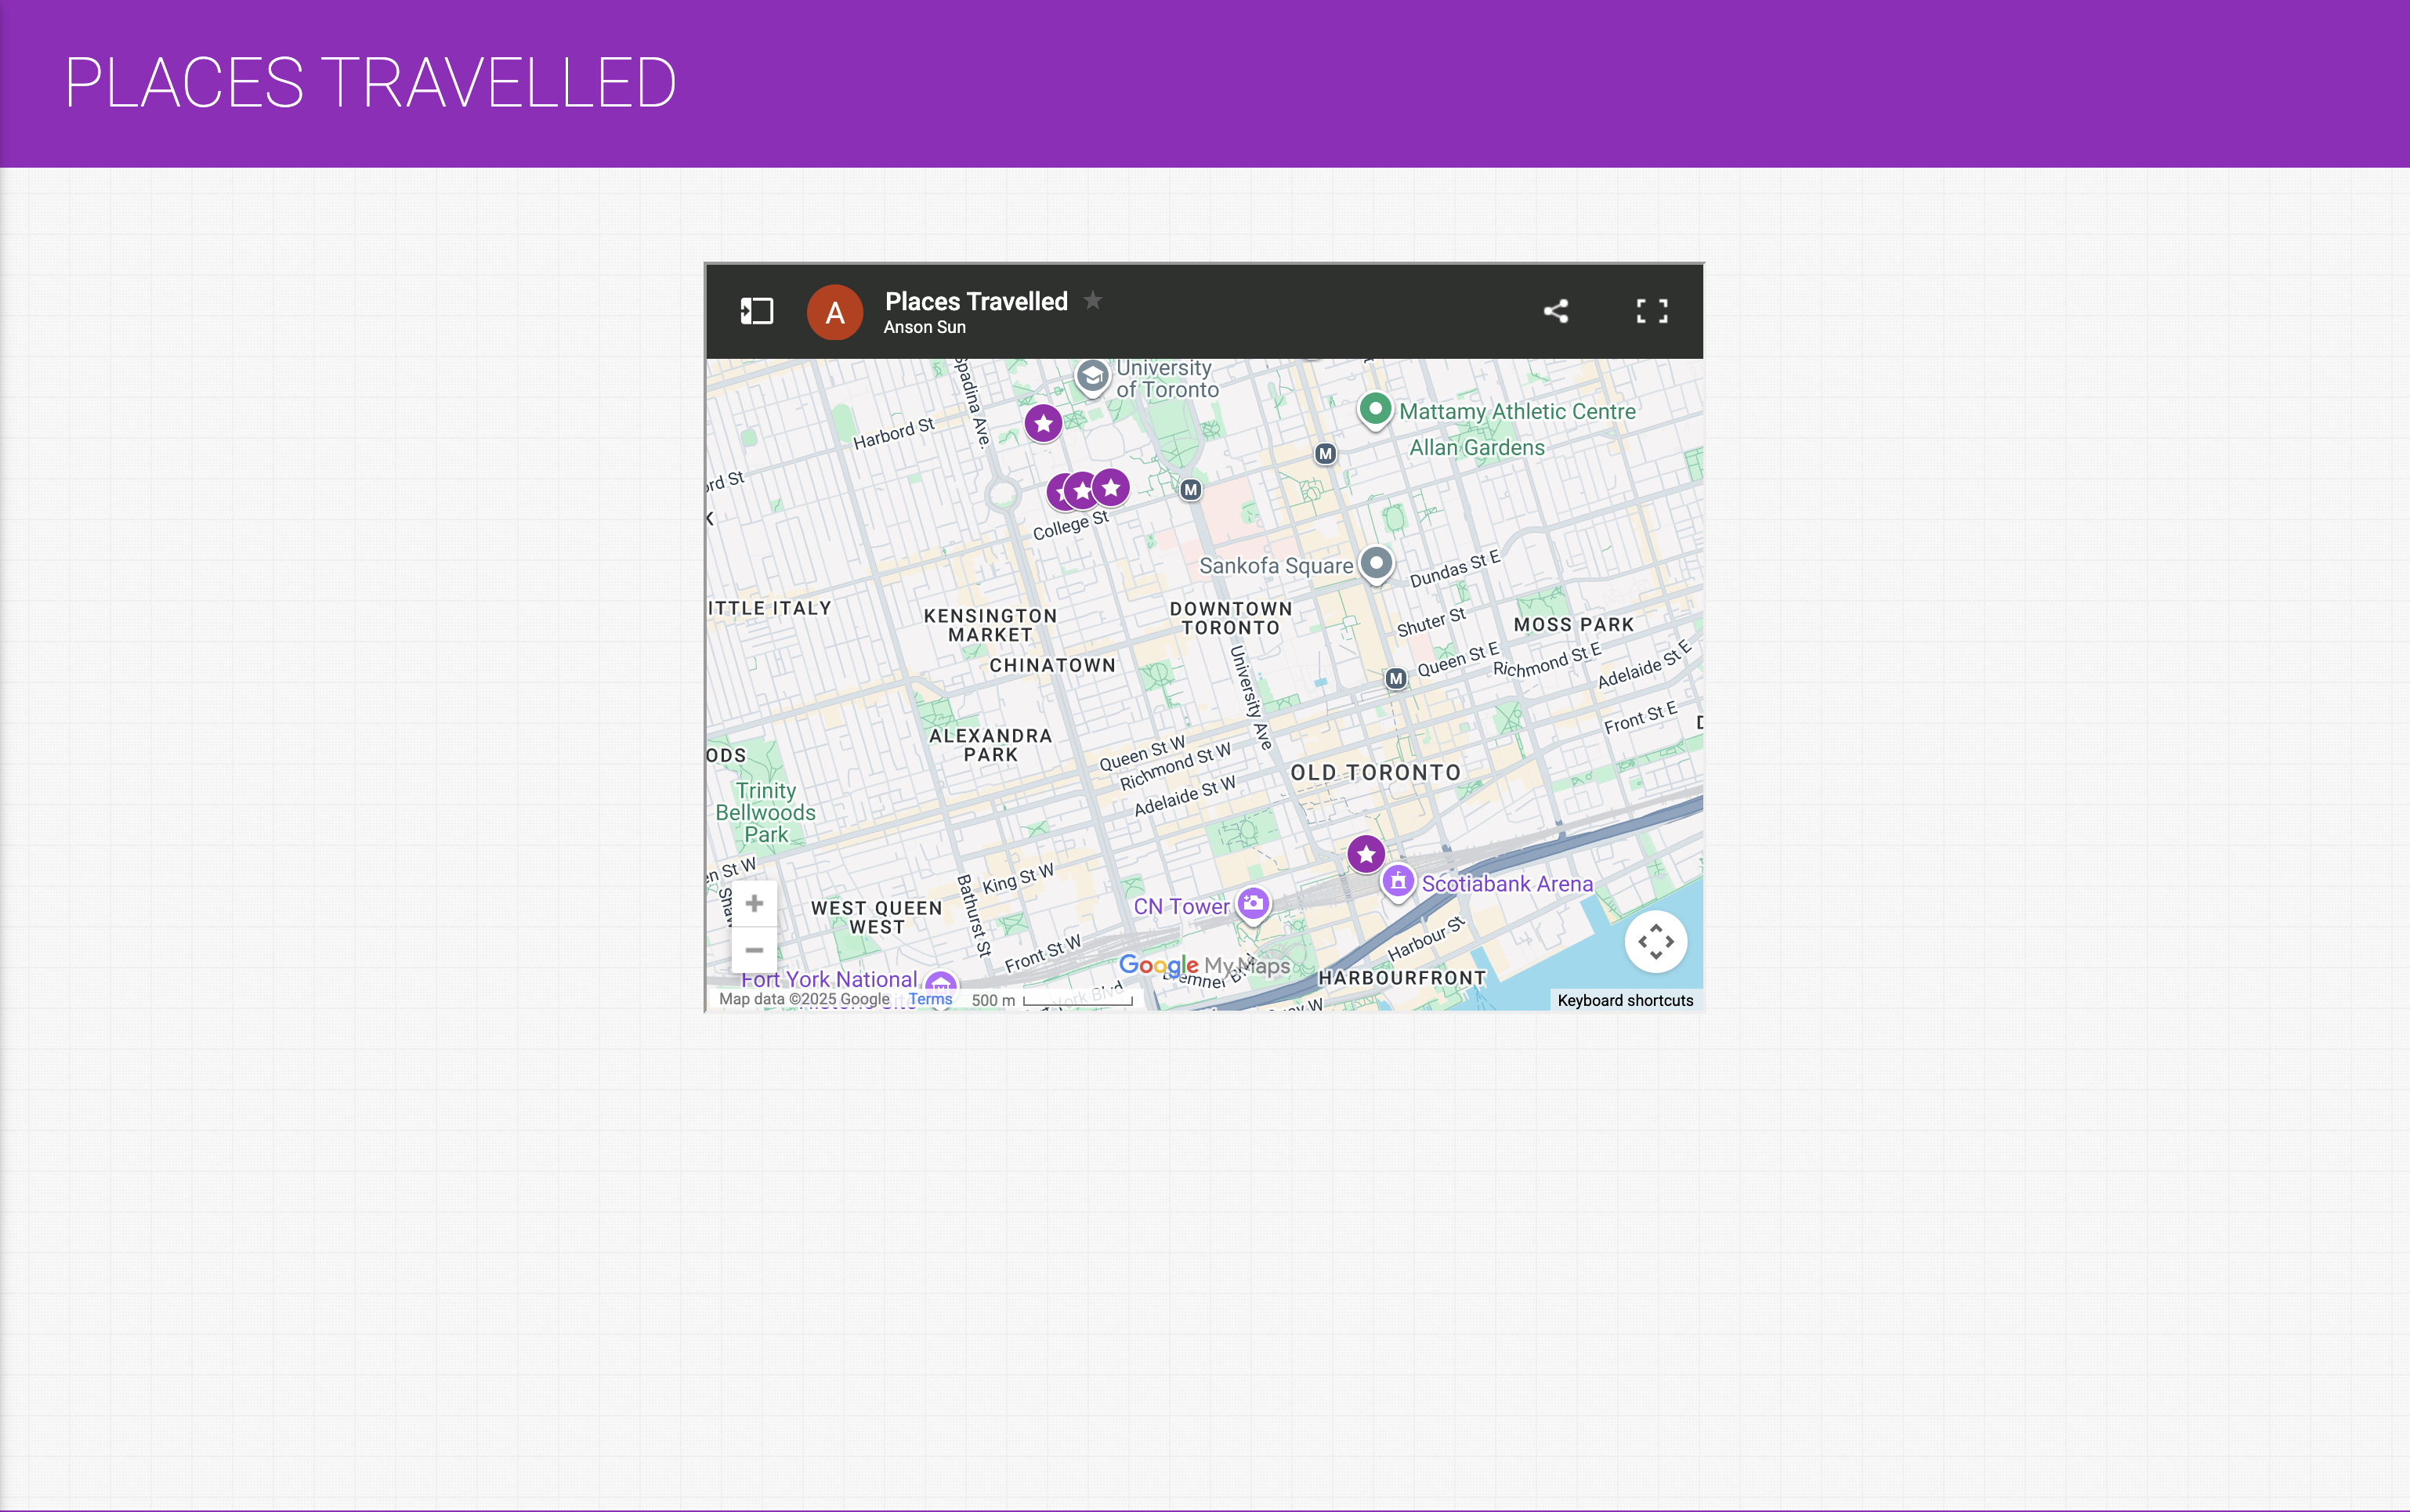 PLACES TRAVELLED
A
Places Travelled
Anson Sun
University
of Toronto
Spadina Ave.
Harbord St
Mattamy Athletic Centre
Allan Gardens
M
M
College St
Sankofa Square
Dundas St E
ITTLE ITALY
KENSINGTON
MARKET
DOWNTOWN
TORONTO
Shuter St
MOSS PARK
CHINATOWN
University Ave
M
Queen St E
Richmond St E
Adelaide St E
Front St E
ALEXANDRA
PARK
Queen St W
Richmond St W
Adelaide St W
OLD TORONTO
ODS
Trinity
Bellwoods
Park
en St W
King St W
Bathurst St
Scotiabank Arena
CN Tower
WEST QUEEN
WEST
Front St W
Harbour St
HARBOURFRONT
Google My Maps
Fort York National
Map data ©2025 Google Terms 500 m
Keyboard shortcuts